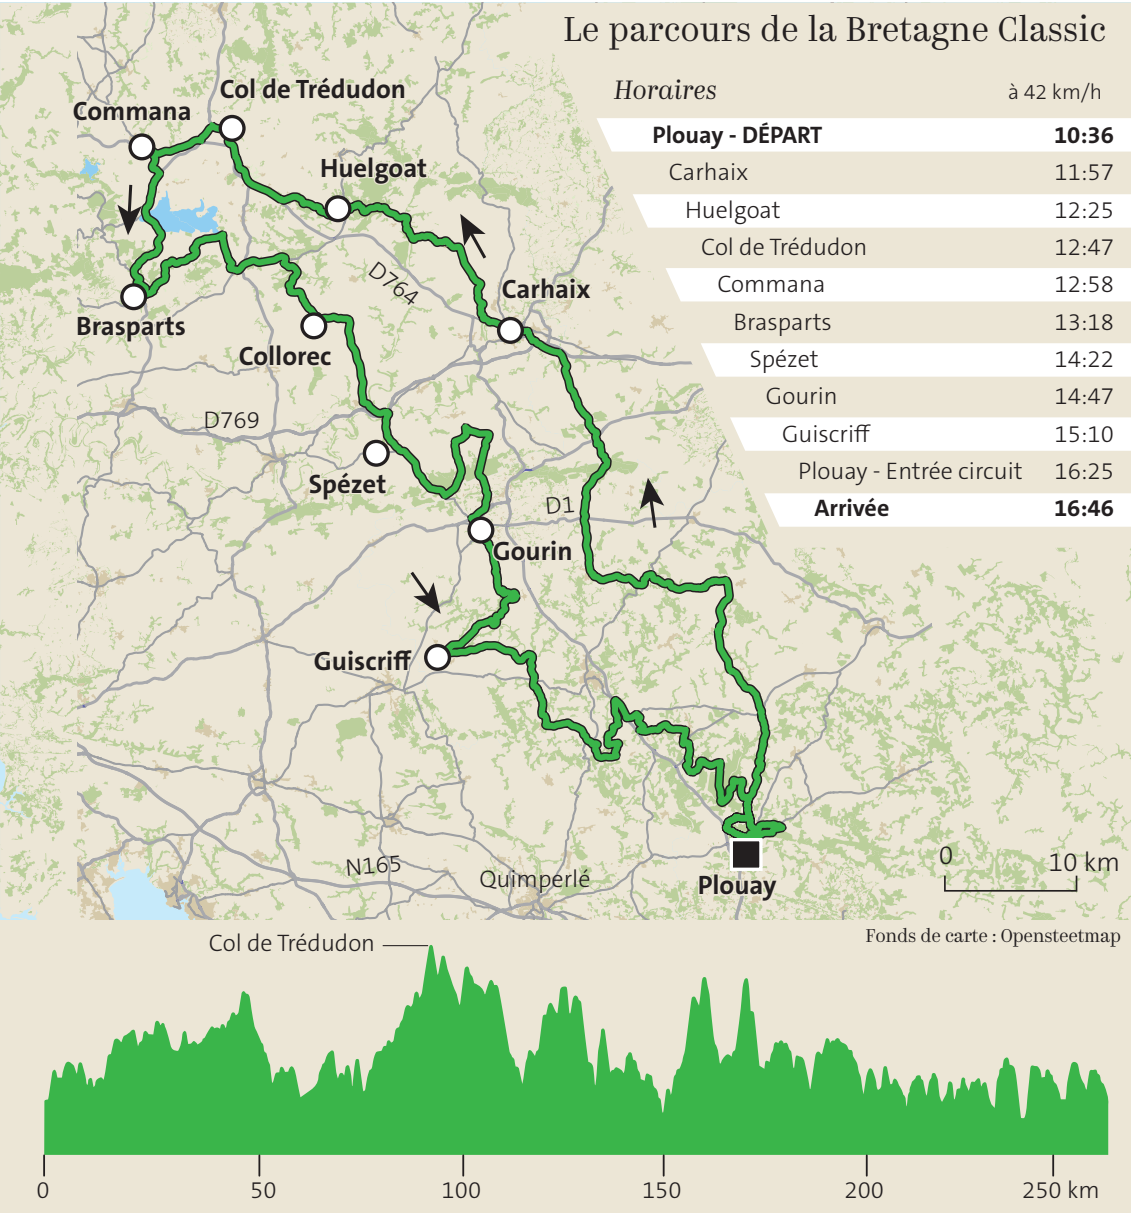 Le parcours de la Bretagne Classic
Horaires à 42 km/h
Plouay - DÉPART 10:36
Carhaix 11:57
Huelgoat 12:25
Col de Trédudon 12:47
Commana 12:58
Brasparts 13:18
Spézet 14:22
Gourin 14:47
Guiscriff 15:10
Plouay - Entrée circuit 16:25
Arrivée 16:46
Col de Trédudon
Commana
Huelgoat
D764
Carhaix
Brasparts
Collorec
D769
Spézet
D1
Gourin
Guiscriff
N165
Quimperlé
Plouay
0 10 km
Fonds de carte : Opensteetmap
Col de Trédudon
0 50 100 150 200 250 km